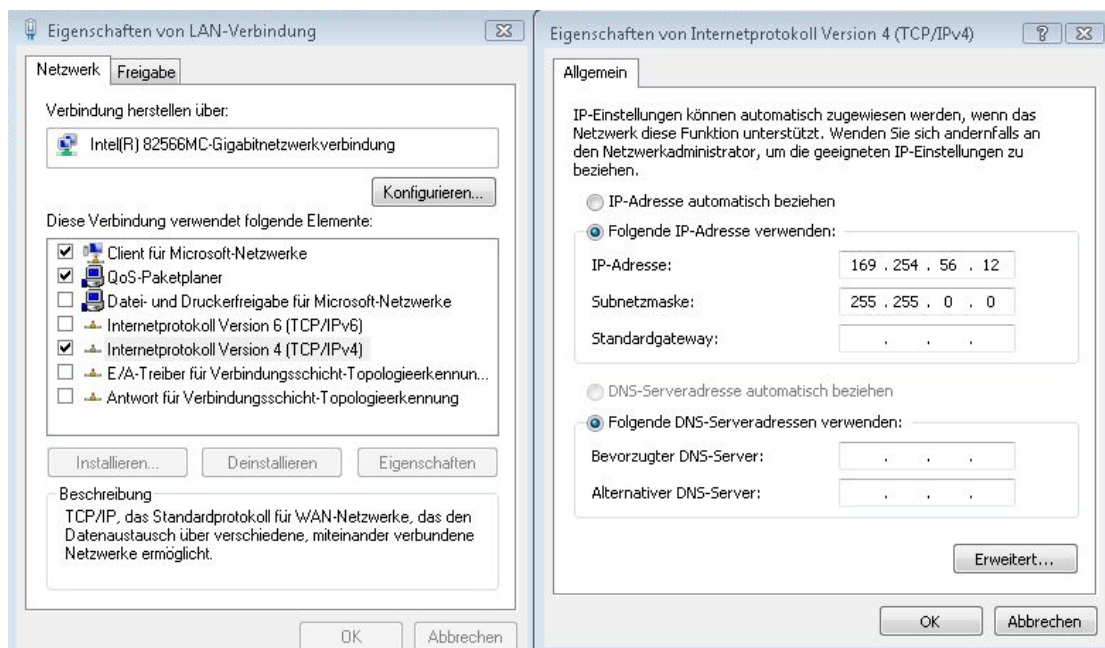 Eigenschaften von LAN-Verbindung
Netzwerk
Freigabe
Verbindung herstellen über:
Intel(R) 82566MC-Gigabitnetzwerkverbindung
Konfigurieren...
Diese Verbindung verwendet folgende Elemente:
Client für Microsoft-Netzwerke
QoS-Paketplaner
Datei- und Druckerfreigabe für Microsoft-Netzwerke
Internetprotokoll Version 6 (TCP/IPv6)
Internetprotokoll Version 4 (TCP/IPv4)
E/A-Treiber für Verbindungsschicht-Topologieerkennun...
Antwort für Verbindungsschicht-Topologieerkennung
Installieren...
Deinstallieren
Eigenschaften
Beschreibung
TCP/IP, das Standardprotokoll für WAN-Netzwerke, das den
Datenaustausch über verschiedene, miteinander verbundene
Netzwerke ermöglicht.
OK
Abbrechen
Eigenschaften von Internetprotokoll Version 4 (TCP/IPv4)
Allgemein
IP-Einstellungen können automatisch zugewiesen werden, wenn das
Netzwerk diese Funktion unterstützt. Wenden Sie sich andernfalls an
den Netzwerkadministrator, um die geeigneten IP-Einstellungen zu
beziehen.
IP-Adresse automatisch beziehen
Folgende IP-Adresse verwenden:
IP-Adresse: 169 . 254 . 56 . 12
Subnetzmaske: 255 . 255 . 0 . 0
Standardgateway: . . .
DNS-Serveradresse automatisch beziehen
Folgende DNS-Serveradressen verwenden:
Bevorzugter DNS-Server: . . .
Alternativer DNS-Server: . . .
Erweitert...
OK
Abbrechen